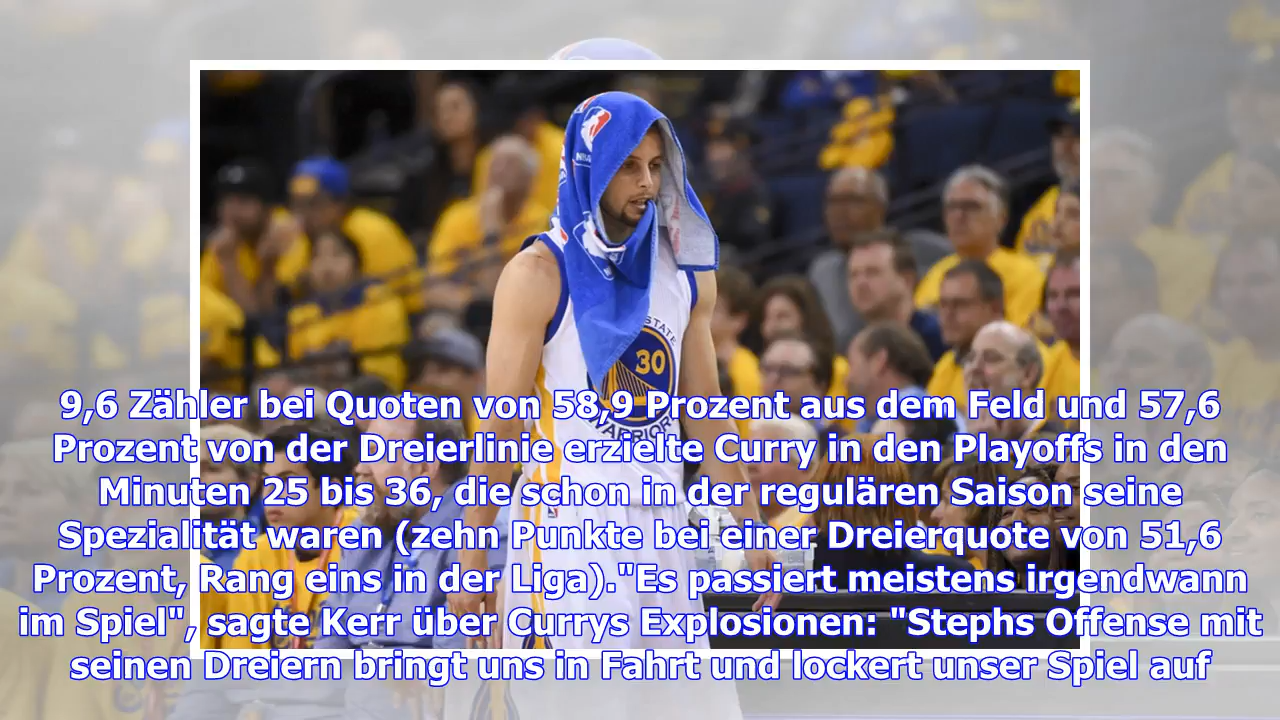 NBA
STATE
30
WARRIORS
9,6 Zähler bei Quoten von 58,9 Prozent aus dem Feld und 57,6
Prozent von der Dreierlinie erzielte Curry in den Playoffs in den
Minuten 25 bis 36, die schon in der regulären Saison seine
Spezialität waren (zehn Punkte bei einer Dreierquote von 51,6
Prozent, Rang eins in der Liga)."Es passiert meistens irgendwann
im Spiel", sagte Kerr über Currys Explosionen: "Stephs Offense mit
seinen Dreiern bringt uns in Fahrt und lockert unser Spiel auf